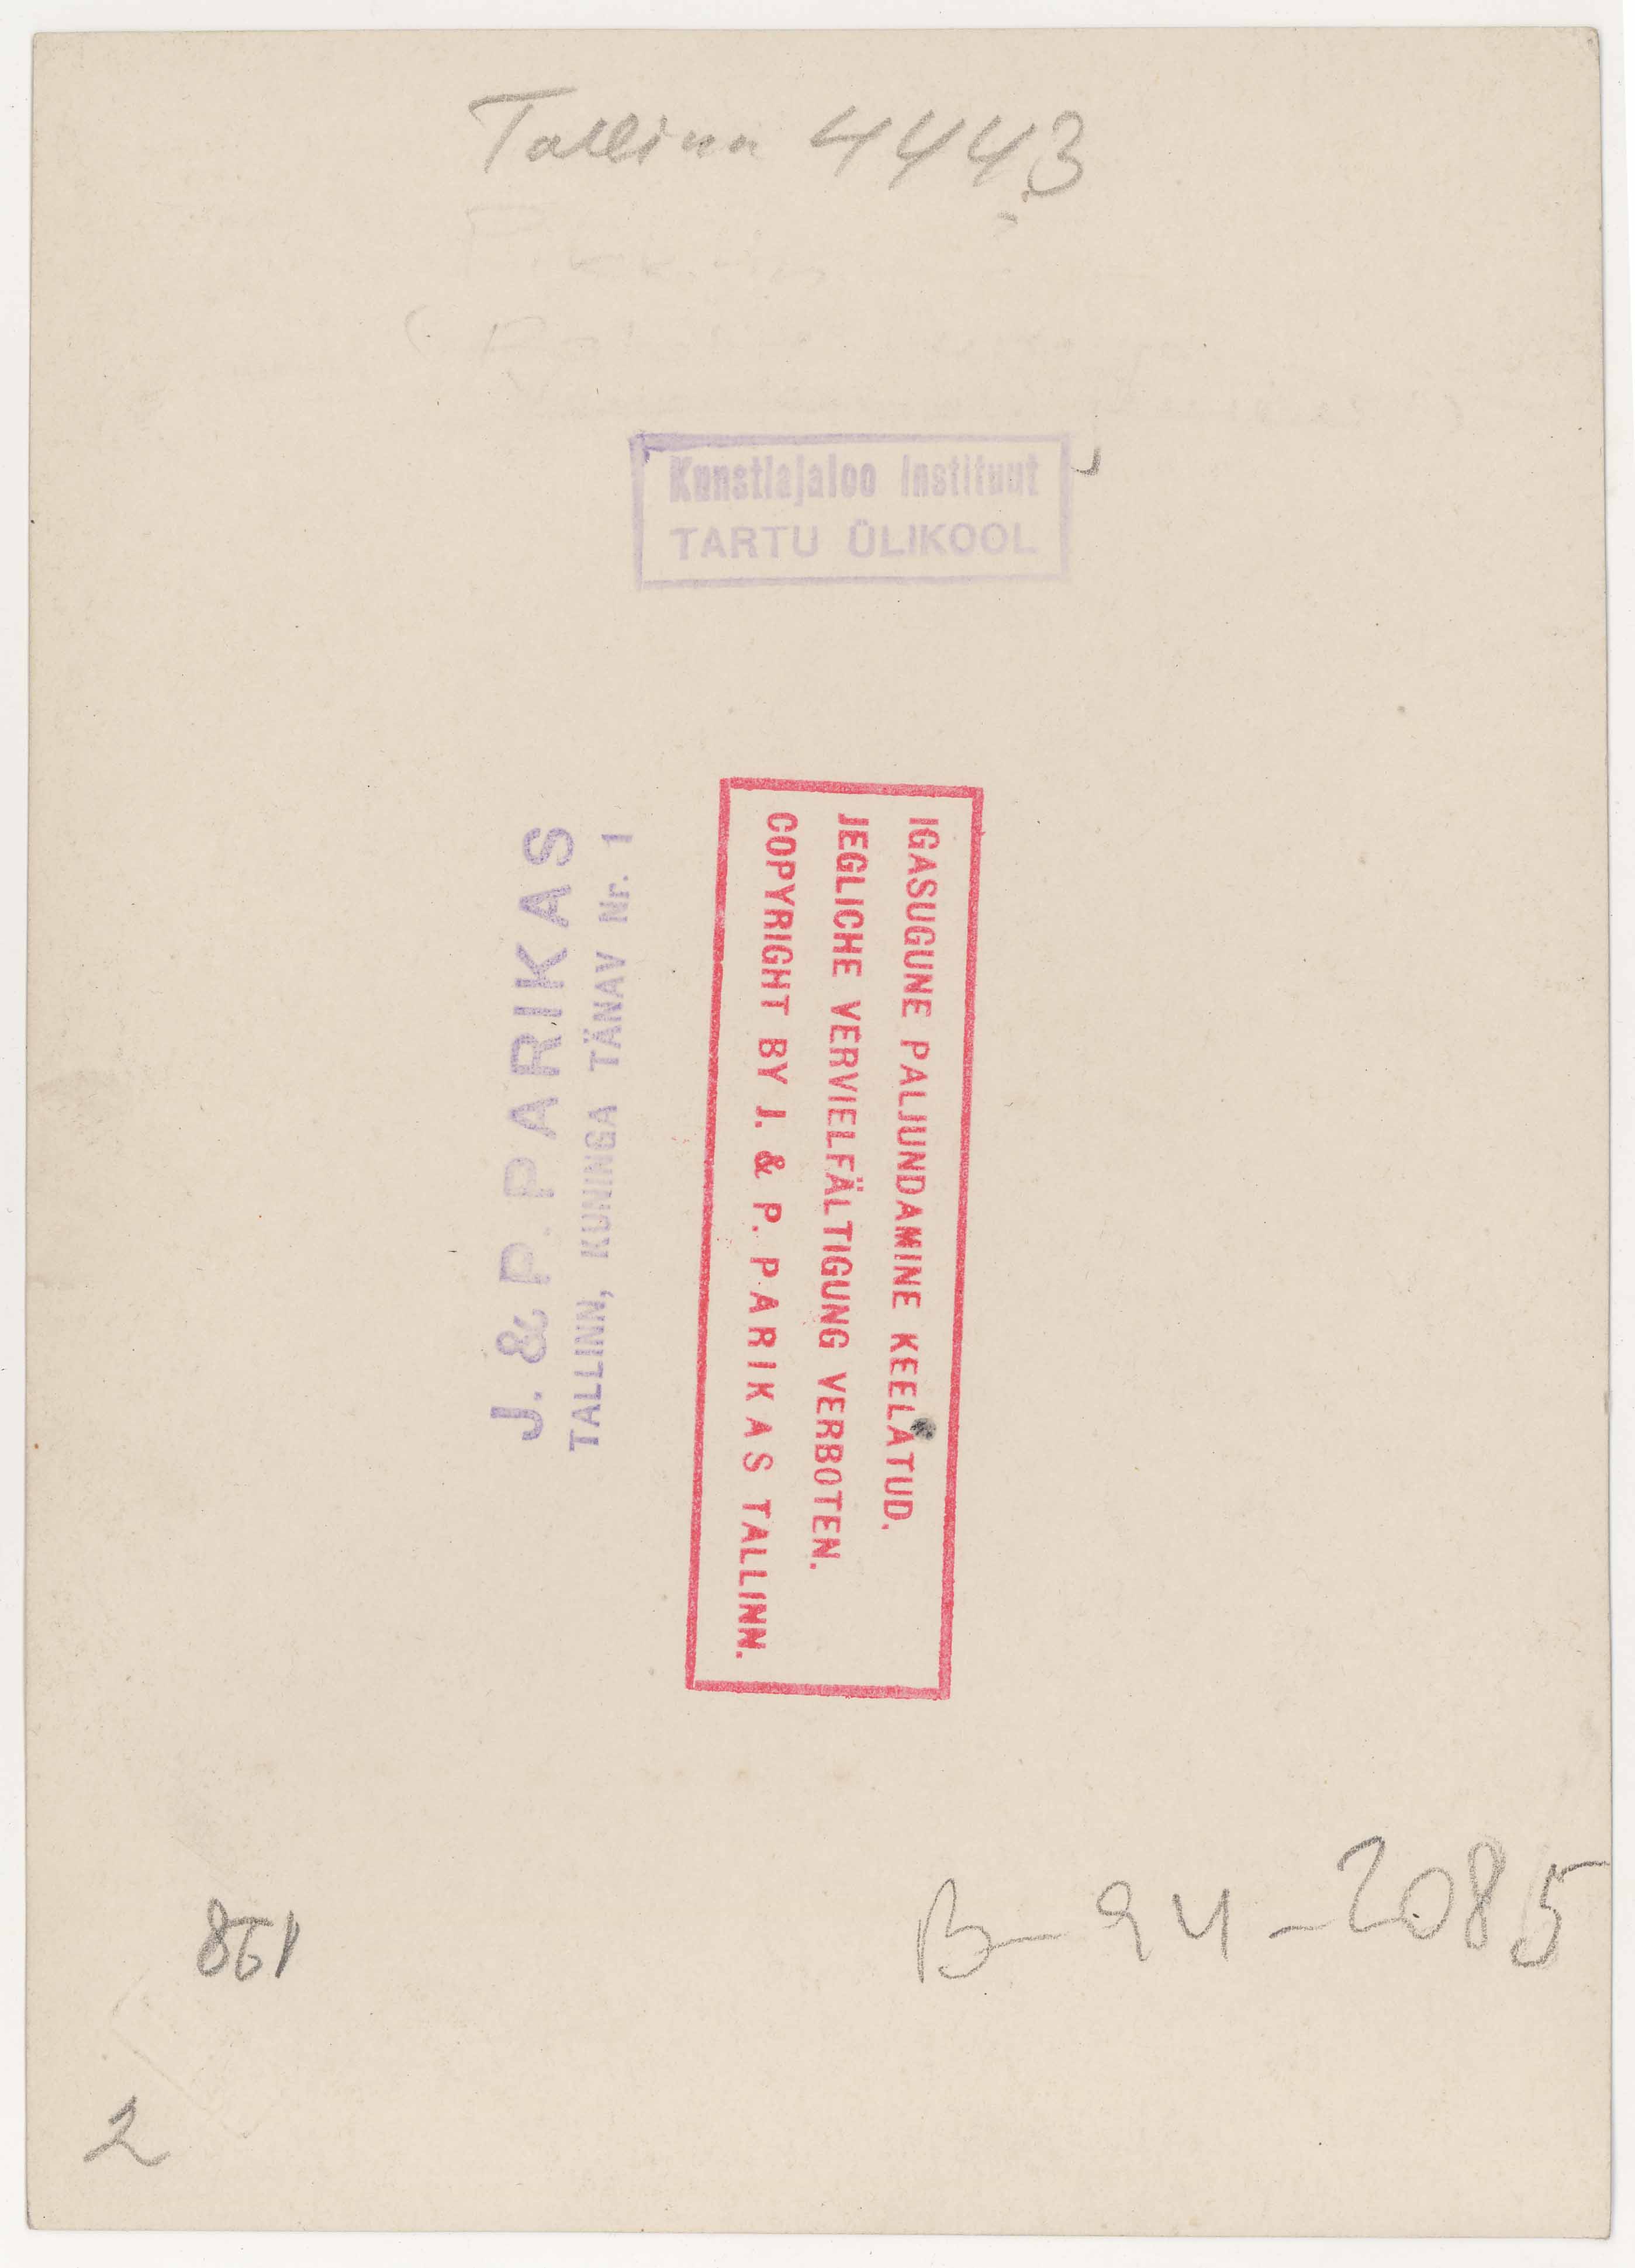 Tallinn 4443
Kunstiajaloo Instituut
TARTU ÜLIKOOL
J. & P. PARIKAS
TALLINN, KUNINGA TÄNAV Nr. 1
IGASUGUNE PALJUNDAMINE KEELATUD.
JEGLICHE VERVIELFÄLTIGUNG VERBOTEN.
COPYRIGHT BY J. & P. PARIKAS TALLINN.
B-94-2085
861
2